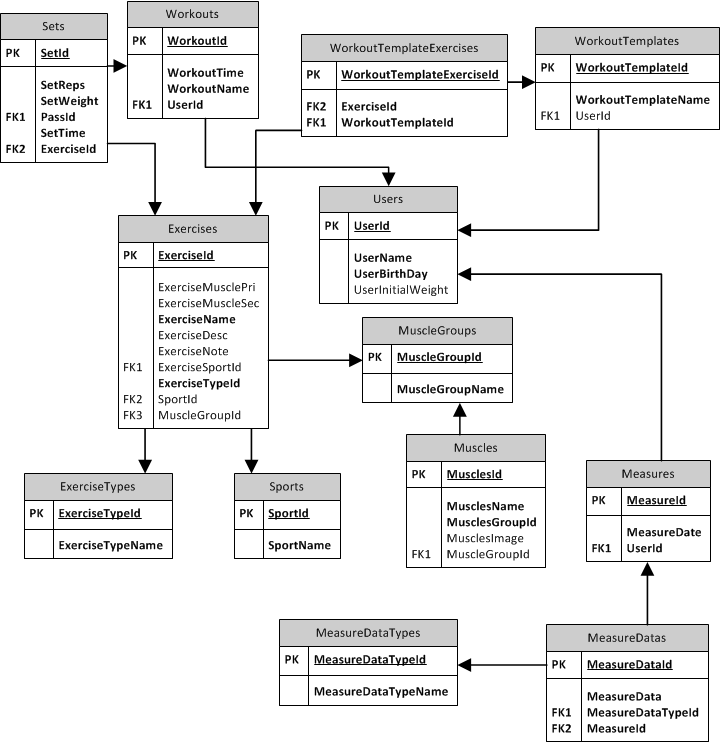 Sets
PK SetId
SetReps
SetWeight
FK1 PassId
SetTime
FK2 ExerciseId
Workouts
PK WorkoutId
WorkoutTime
WorkoutName
FK1 UserId
WorkoutTemplateExercises
PK WorkoutTemplateExerciseId
FK2 ExerciseId
FK1 WorkoutTemplateId
WorkoutTemplates
PK WorkoutTemplateId
WorkoutTemplateName
FK1 UserId
Users
PK UserId
UserName
UserBirthDay
UserInitialWeight
Exercises
PK ExerciseId
ExerciseMusclePri
ExerciseMuscleSec
ExerciseName
ExerciseDesc
ExerciseNote
FK1 ExerciseSportId
ExerciseTypeId
FK2 SportId
FK3 MuscleGroupId
MuscleGroups
PK MuscleGroupId
MuscleGroupName
Muscles
PK MusclesId
MusclesName
MusclesGroupId
MusclesImage
FK1 MuscleGroupId
Measures
PK MeasureId
MeasureDate
FK1 UserId
ExerciseTypes
PK ExerciseTypeId
ExerciseTypeName
Sports
PK SportId
SportName
MeasureDataTypes
PK MeasureDataTypeId
MeasureDataTypeName
MeasureDatas
PK MeasureDataId
MeasureData
FK1 MeasureDataTypeId
FK2 MeasureId